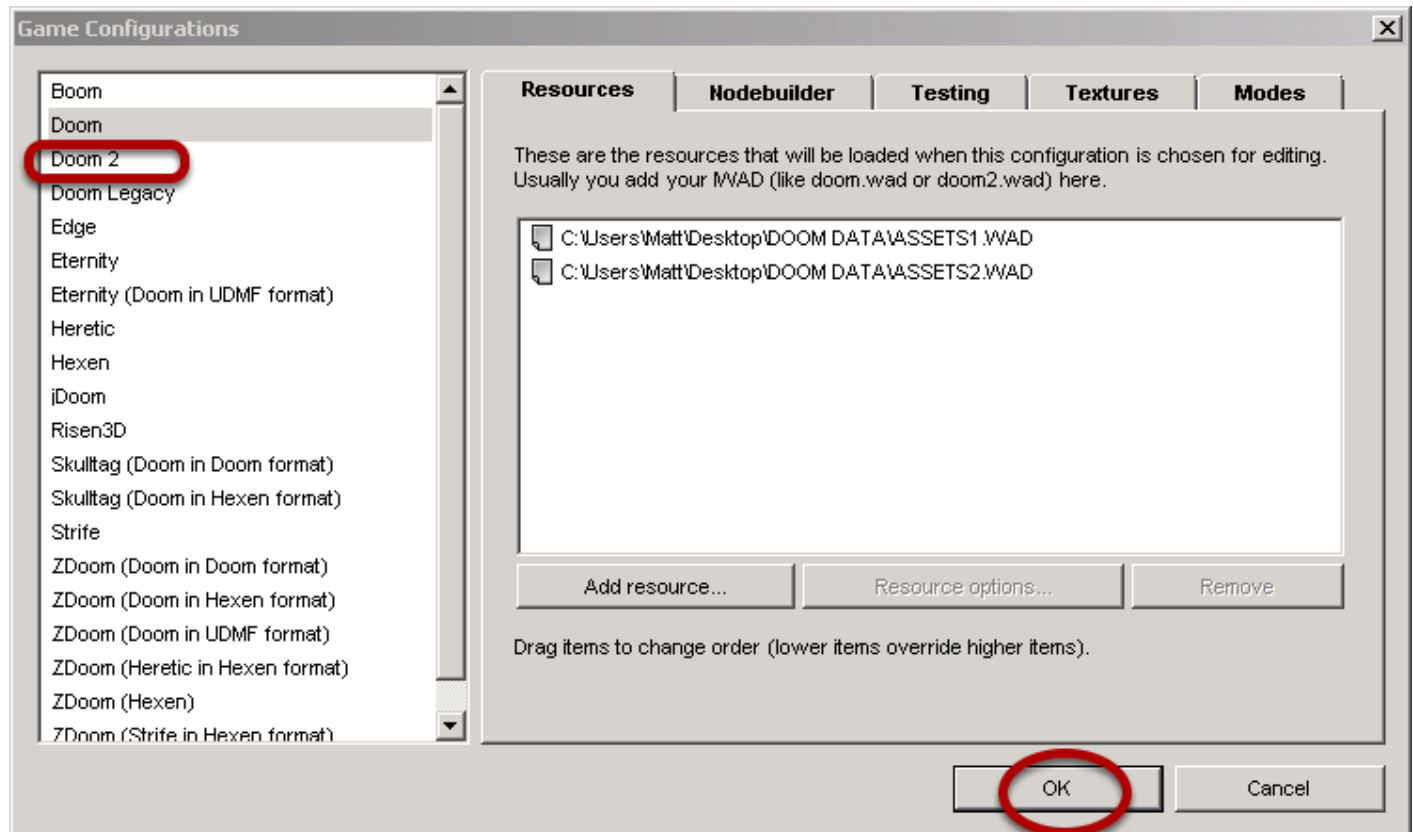 Game Configurations
Boom
Doom
Doom 2
Doom Legacy
Edge
Eternity
Eternity (Doom in UDMF format)
Heretic
Hexen
jDoom
Risen3D
Skulltag (Doom in Doom format)
Skulltag (Doom in Hexen format)
Strife
ZDoom (Doom in Doom format)
ZDoom (Doom in Hexen format)
ZDoom (Doom in UDMF format)
ZDoom (Heretic in Hexen format)
ZDoom (Hexen)
ZDoom (Strife in Hexen format)
Resources Nodebuilder Testing Textures Modes
These are the resources that will be loaded when this configuration is chosen for editing.
Usually you add your IWAD (like doom.wad or doom2.wad) here.
C:\Users\Matt\Desktop\DOOM DATA\ASSETS1.WAD
C:\Users\Matt\Desktop\DOOM DATA\ASSETS2.WAD
Add resource... Resource options... Remove
Drag items to change order (lower items override higher items).
OK Cancel